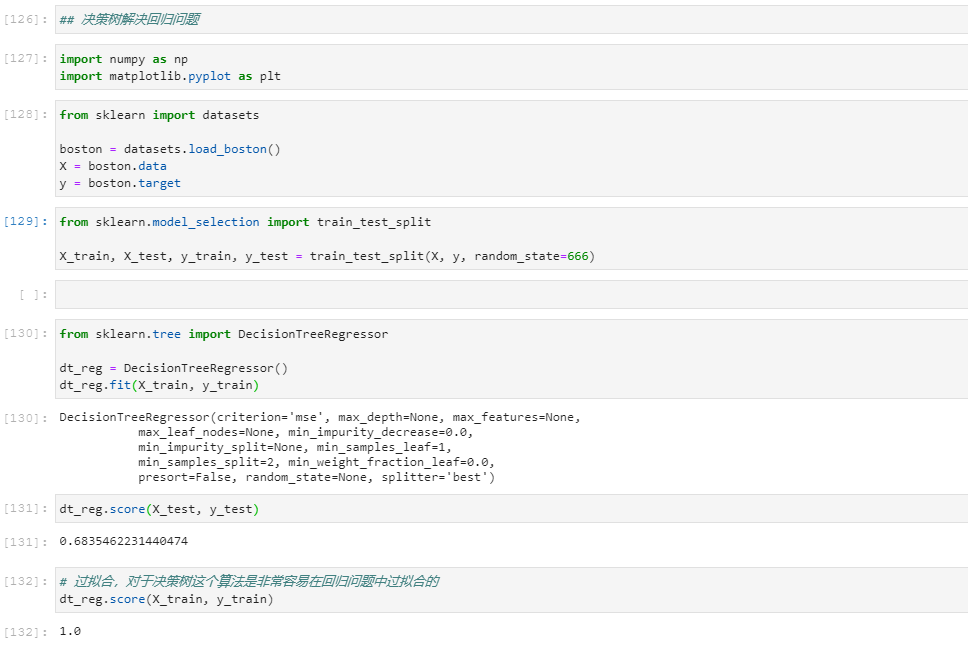 [126]: ## 决策树解决回归问题
[127]: import numpy as np
import matplotlib.pyplot as plt
[128]: from sklearn import datasets
boston = datasets.load_boston()
X = boston.data
y = boston.target
[129]: from sklearn.model_selection import train_test_split
X_train, X_test, y_train, y_test = train_test_split(X, y, random_state=666)
[ ]:
[130]: from sklearn.tree import DecisionTreeRegressor
dt_reg = DecisionTreeRegressor()
dt_reg.fit(X_train, y_train)
[130]: DecisionTreeRegressor(criterion='mse', max_depth=None, max_features=None,
max_leaf_nodes=None, min_impurity_decrease=0.0,
min_impurity_split=None, min_samples_leaf=1,
min_samples_split=2, min_weight_fraction_leaf=0.0,
presort=False, random_state=None, splitter='best')
[131]: dt_reg.score(X_test, y_test)
[131]: 0.6835462231440474
[132]: # 过拟合，对于决策树这个算法是非常容易在回归问题中过拟合的
dt_reg.score(X_train, y_train)
[132]: 1.0